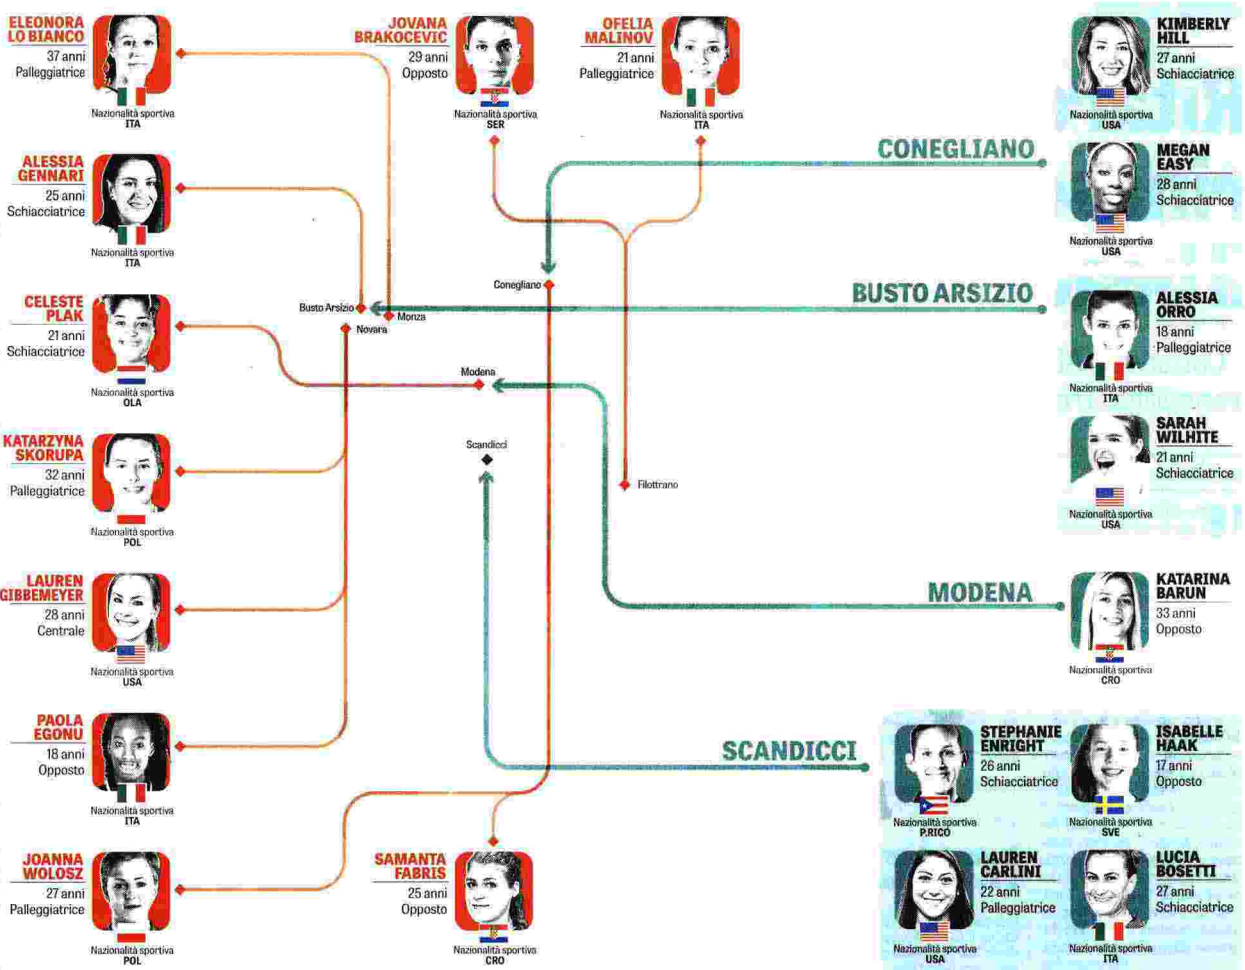 ELEONORA
LO BIANCO
37 anni
Palleggiatrice
Nazionalità sportiva
ITA
JOVANA
BRAKOCEVIC
29 anni
Opposto
Nazionalità sportiva
SER
OFELIA
MALINOV
21 anni
Palleggiatrice
Nazionalità sportiva
ITA
KIMBERLY
HILL
27 anni
Schiacciatrice
Nazionalità sportiva
USA
CONEGLIANO
MEGAN
EASY
28 anni
Schiacciatrice
Nazionalità sportiva
USA
ALESSIA
GENNARI
25 anni
Schiacciatrice
Nazionalità sportiva
ITA
Conegliano
BUSTO ARSIZIO
Busto Arsizio
Monza
Novara
ALESSIA
ORRO
18 anni
Palleggiatrice
Nazionalità sportiva
ITA
CELESTE
PLAK
21 anni
Schiacciatrice
Nazionalità sportiva
OLA
Modena
Scandicci
Filottrano
SARAH
WILHITE
21 anni
Schiacciatrice
Nazionalità sportiva
USA
KATARZYNA
SKORUPA
32 anni
Palleggiatrice
Nazionalità sportiva
POL
LAUREN
GIBBEMEYER
28 anni
Centrale
Nazionalità sportiva
USA
MODENA
KATARINA
BARUN
33 anni
Opposto
Nazionalità sportiva
CRO
PAOLA
EGONU
18 anni
Opposto
Nazionalità sportiva
ITA
SCANDICCI
STEPHANIE
ENRIGHT
26 anni
Schiacciatrice
Nazionalità sportiva
P.RICO
ISABELLE
HAAK
17 anni
Opposto
Nazionalità sportiva
SVE
JOANNA
WOLOSZ
27 anni
Palleggiatrice
Nazionalità sportiva
POL
SAMANTA
FABRIS
25 anni
Opposto
Nazionalità sportiva
CRO
LAUREN
CARLINI
22 anni
Palleggiatrice
Nazionalità sportiva
USA
LUCIA
BOSETTI
27 anni
Schiacciatrice
Nazionalità sportiva
ITA